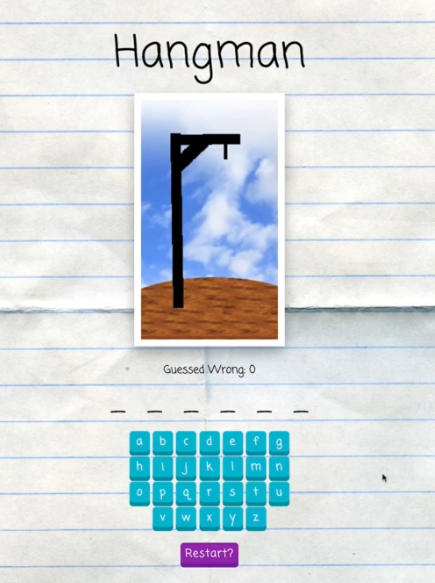 Hangman
Guessed Wrong: 0
_ _ _ _ _ _
a b c d e f g
h i j k l m n
o p q r s t u
v w x y z
Restart?